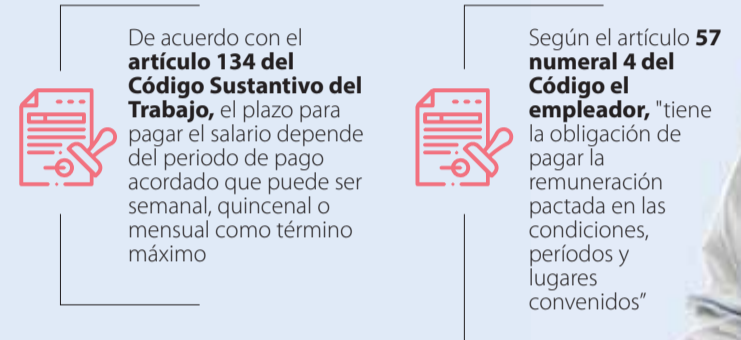 De acuerdo con el
artículo 134 del
Código Sustantivo del
Trabajo, el plazo para
pagar el salario depende
del periodo de pago
acordado que puede ser
semanal, quincenal o
mensual como término
máximo
Según el artículo 57
numeral 4 del
Código el
empleador, "tiene
la obligación de
pagar la
remuneración
pactada en las
condiciones,
períodos y
lugares
convenidos”